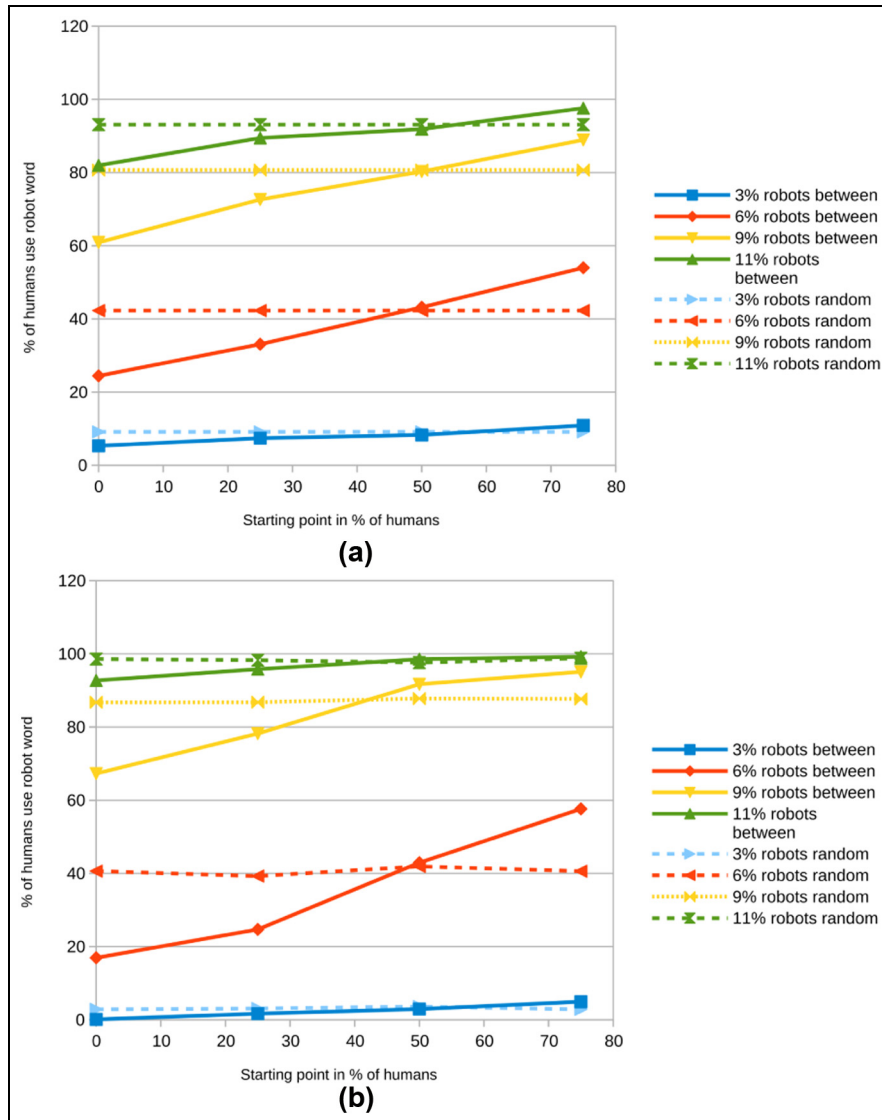 120
100
80
60
40
20
0
% of humans use robot word
0 10 20 30 40 50 60 70 80
Starting point in % of humans
3% robots between
6% robots between
9% robots between
11% robots
between
3% robots random
6% robots random
9% robots random
11% robots random
(a)
120
100
80
60
40
20
0
% of humans use robot word
0 10 20 30 40 50 60 70 80
Starting point in % of humans
3% robots between
6% robots between
9% robots between
11% robots
between
3% robots random
6% robots random
9% robots random
11% robots random
(b)